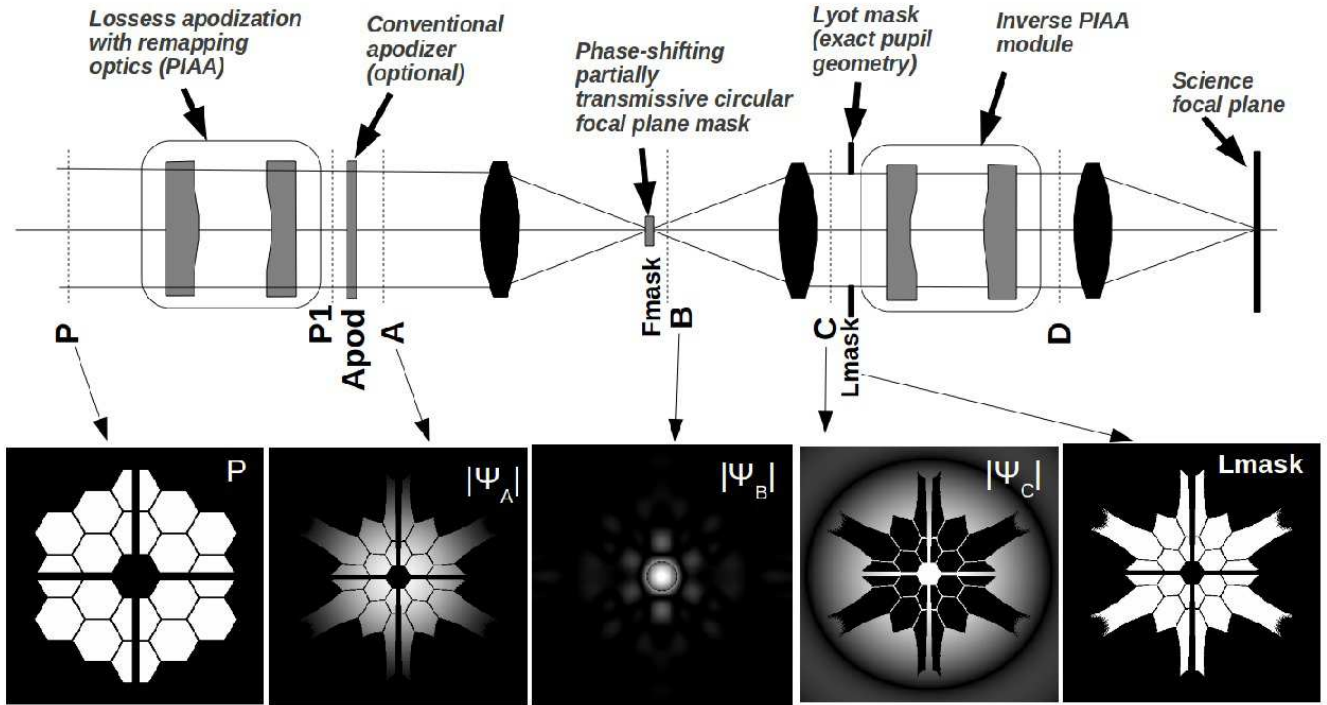 Lossess apodization
with remapping
optics (PIAA)
Conventional
apodizer
(optional)
Phase-shifting
partially
transmissive circular
focal plane mask
Lyot mask
(exact pupil
geometry)
Inverse PIAA
module
Science
focal plane
P
P1
Apod
A
Fmask
B
C
Lmask
D
P
|Ψ_A|
|Ψ_B|
|Ψ_C|
Lmask